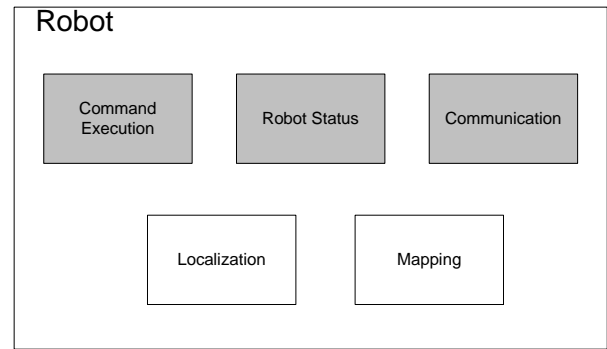 Robot
Command
Execution
Robot Status
Communication
Localization
Mapping